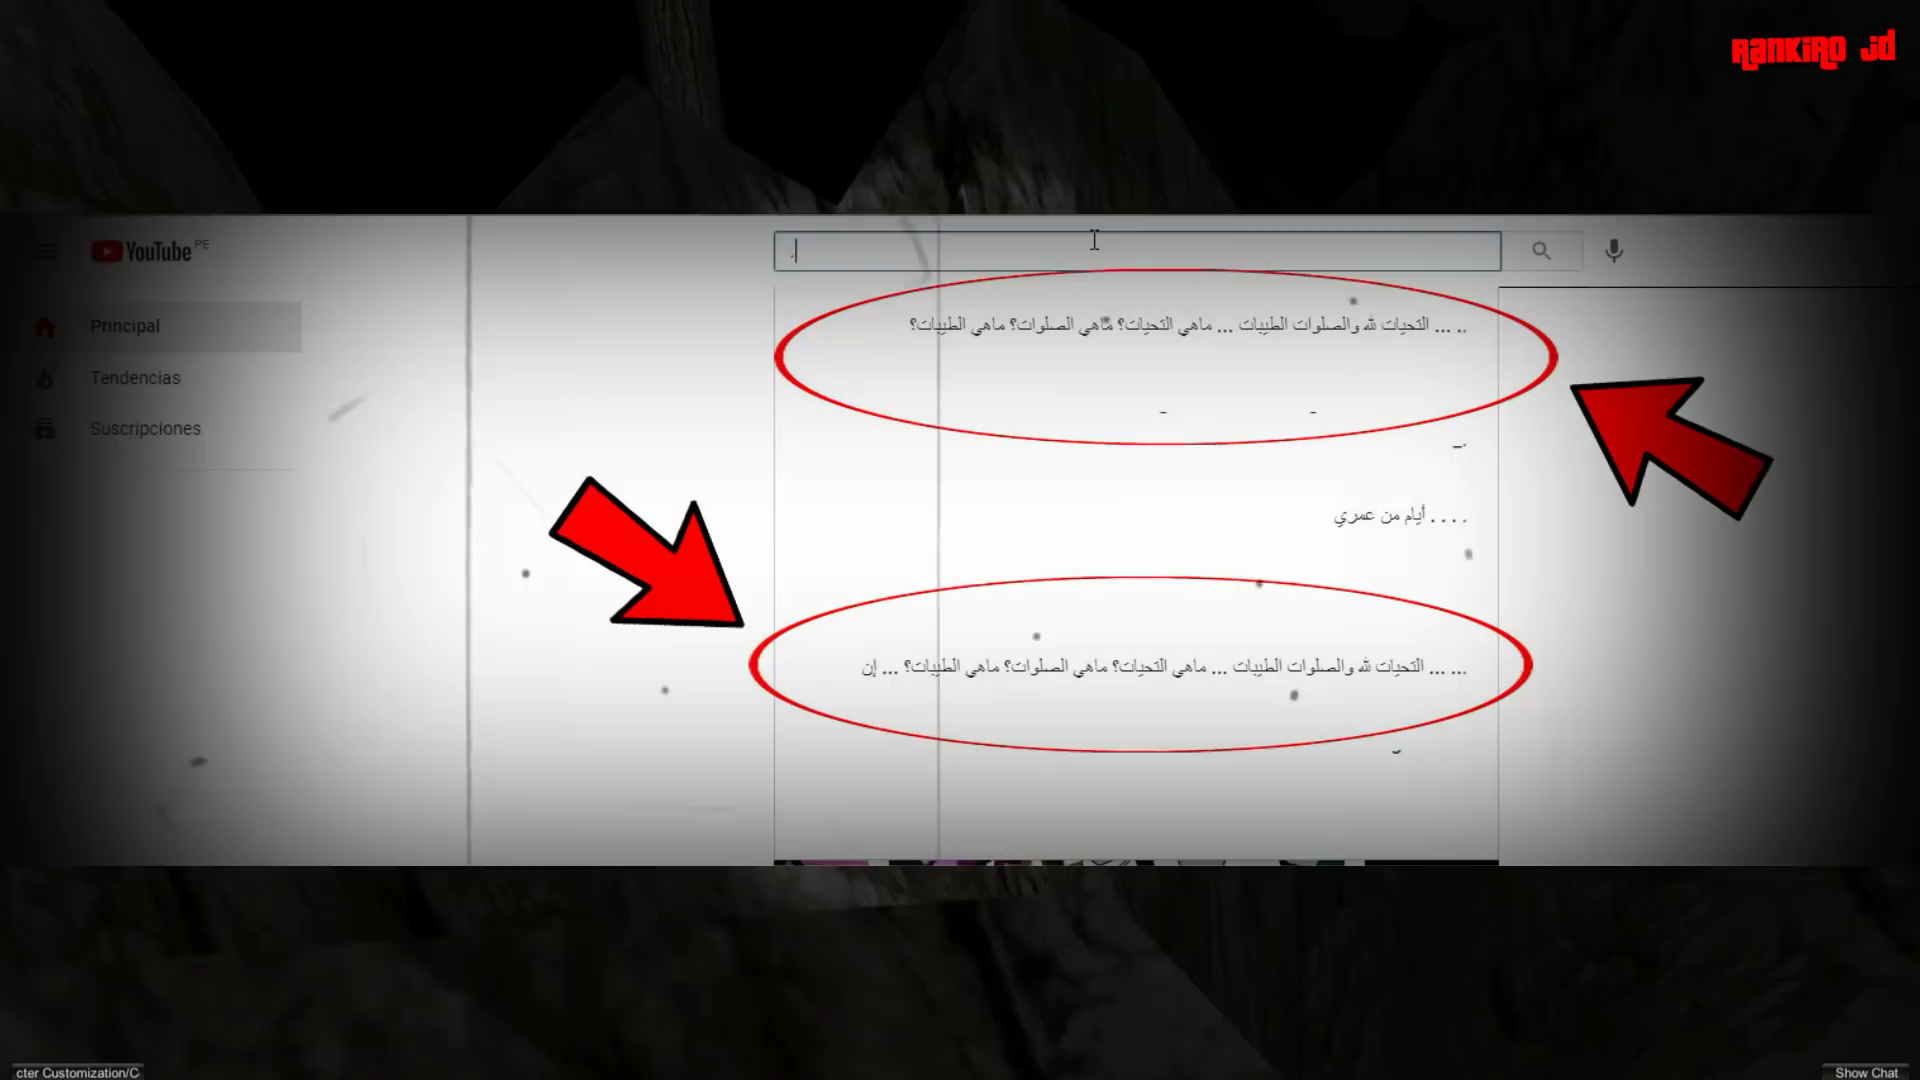 RANKIRO JD
YouTube PE
.
Principal
Tendencias
Suscripciones
.. ... التحيات لله والصلوات الطيبات ... ماهي التحيات؟ ماهي الصلوات؟ ماهي الطيبات؟
. . . . أيام من عمري
... ... التحيات لله والصلوات الطيبات ... ماهي التحيات؟ ماهي الصلوات؟ ماهي الطيبات؟ ... إن
cter Customization/C
Show Chat